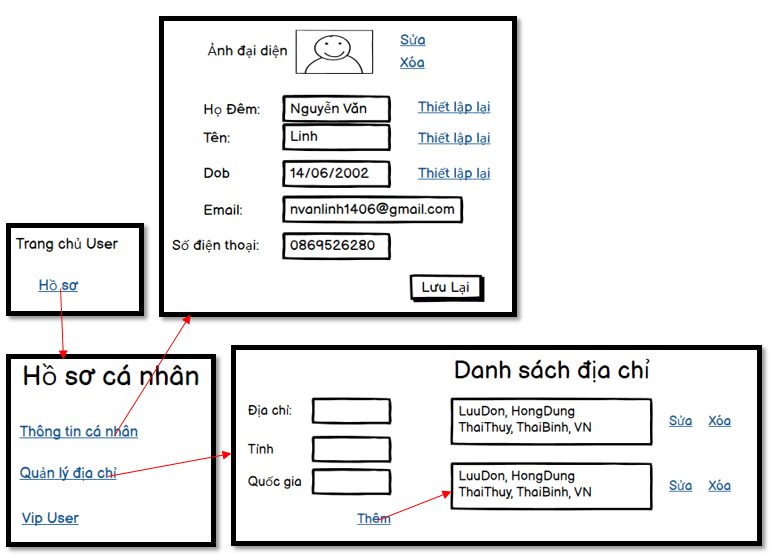 Ảnh đại diện
Sửa
Xóa
Họ Đêm: Nguyễn Văn Thiết lập lại
Tên: Linh Thiết lập lại
Dob 14/06/2002 Thiết lập lại
Email: nvanlinh1406@gmail.com
Số điện thoại: 0869526280
Lưu Lại
Trang chủ User
Hồ sơ
Hồ sơ cá nhân
Thông tin cá nhân
Quản lý địa chỉ
Vip User
Danh sách địa chỉ
Địa chỉ:
Tỉnh
Quốc gia
Thêm
LuuDon, HongDung
ThaiThuy, ThaiBinh, VN
Sửa Xóa
LuuDon, HongDung
ThaiThuy, ThaiBinh, VN
Sửa Xóa